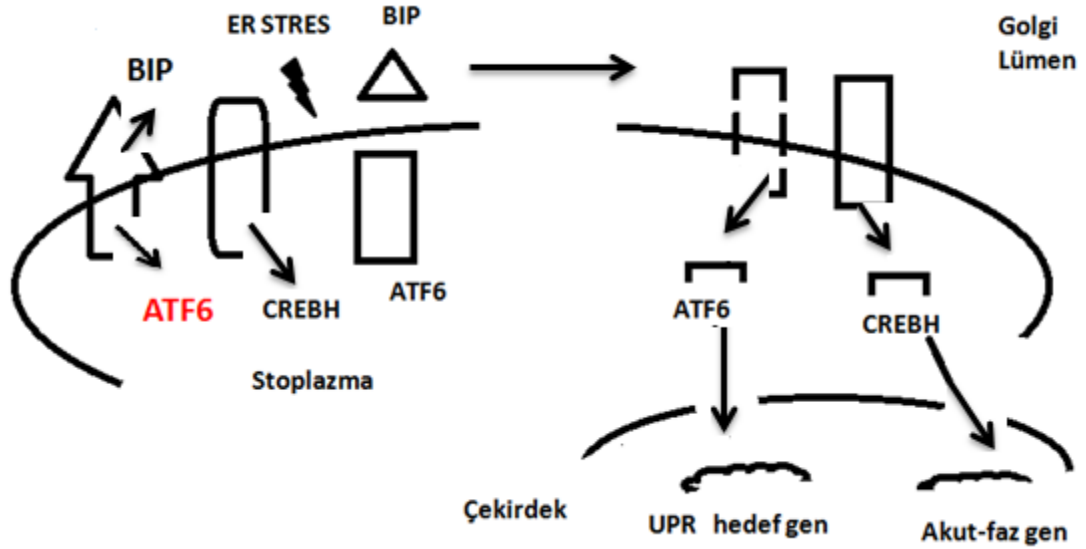 ER STRES
BIP
Golgi
Lümen
BIP
ATF6
CREBH
ATF6
ATF6
CREBH
Stoplazma
Çekirdek
UPR hedef gen
Akut-faz gen